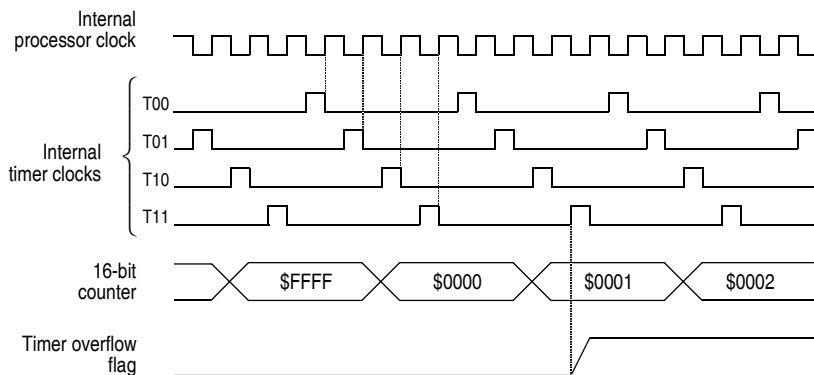 Internal
processor clock
T00
T01
Internal
timer clocks
T10
T11
16-bit
counter
$FFFF
$0000
$0001
$0002
Timer overflow
flag